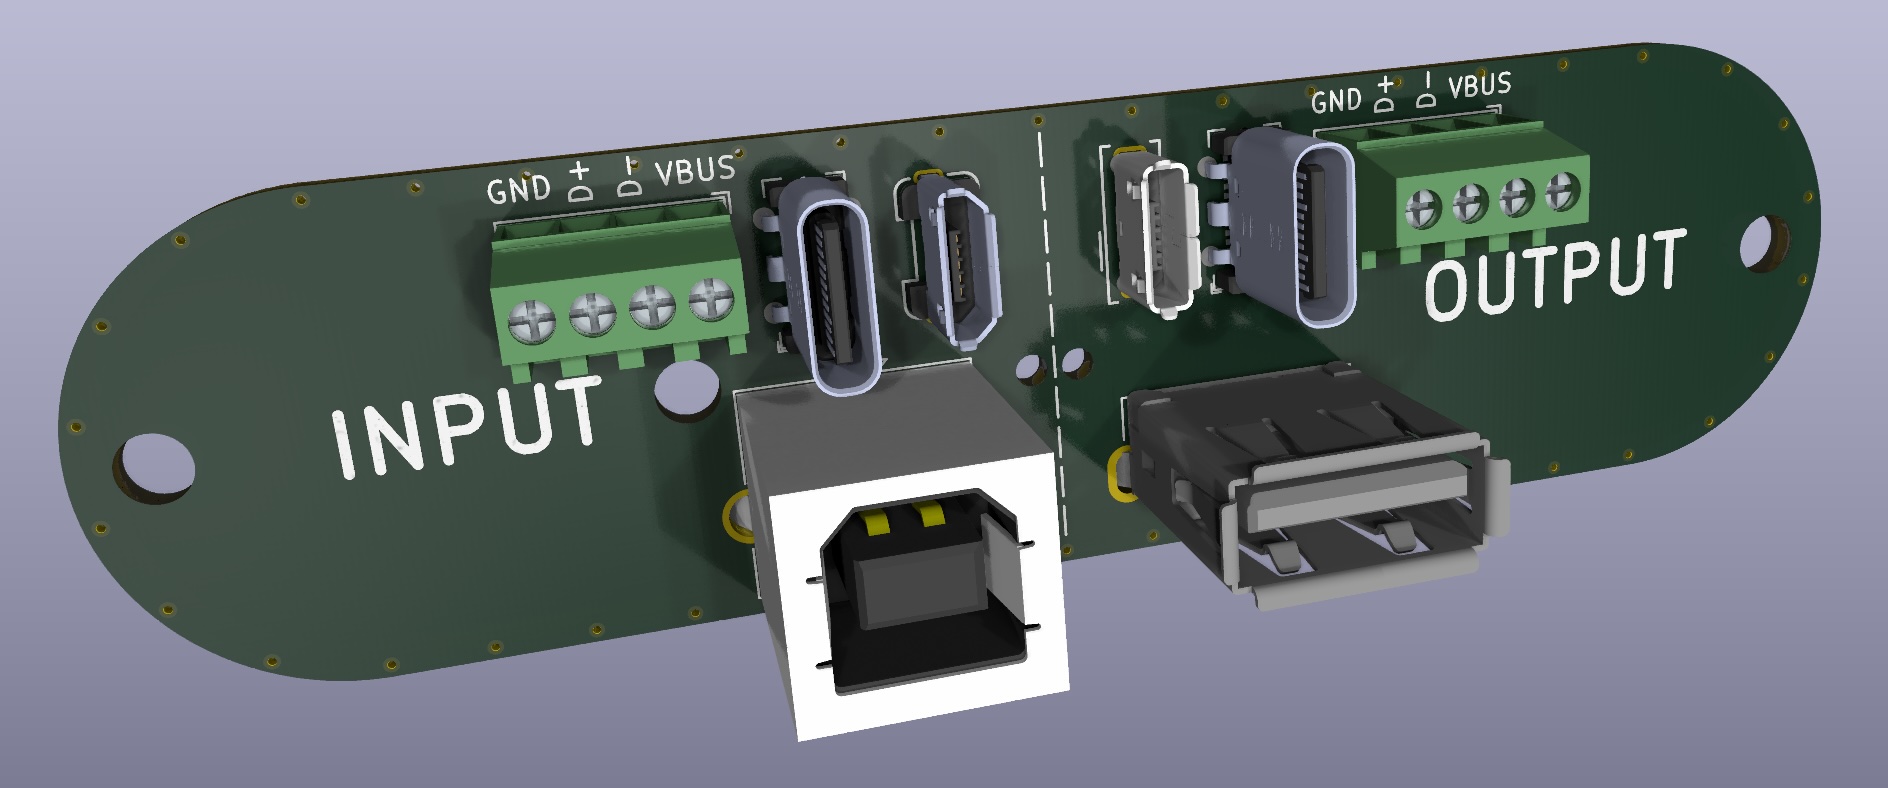 GND D+ D- VBUS
INPUT
GND D+ D- VBUS
OUTPUT